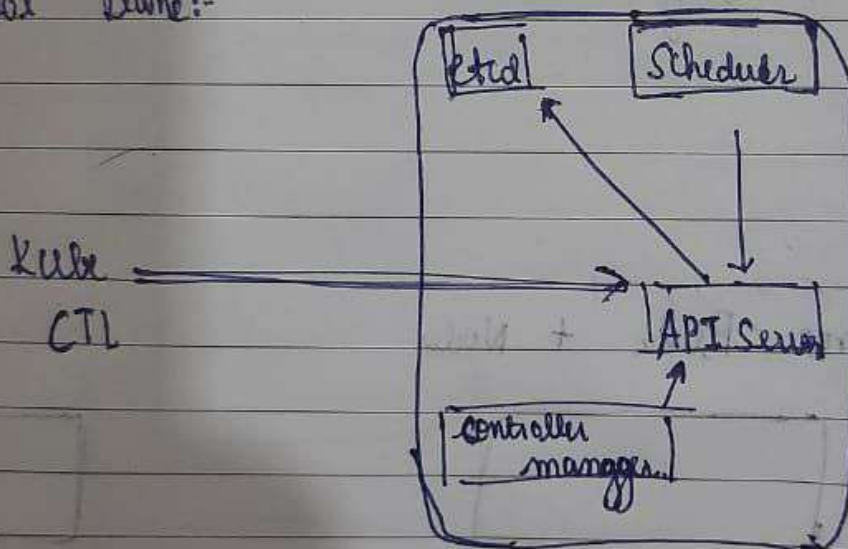 etcd
Scheduler
Kube
CTL
API Server
controller
manager